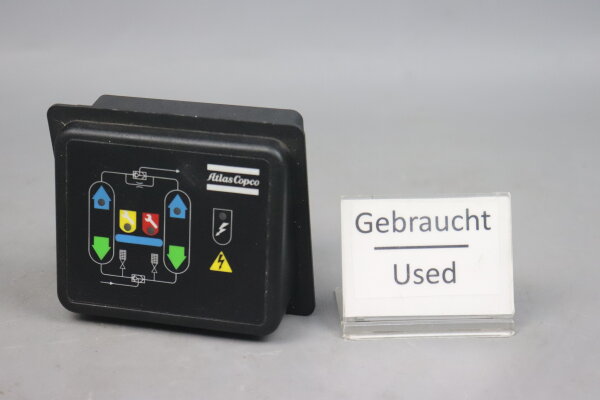 Atlas Copco
Gebraucht
Used